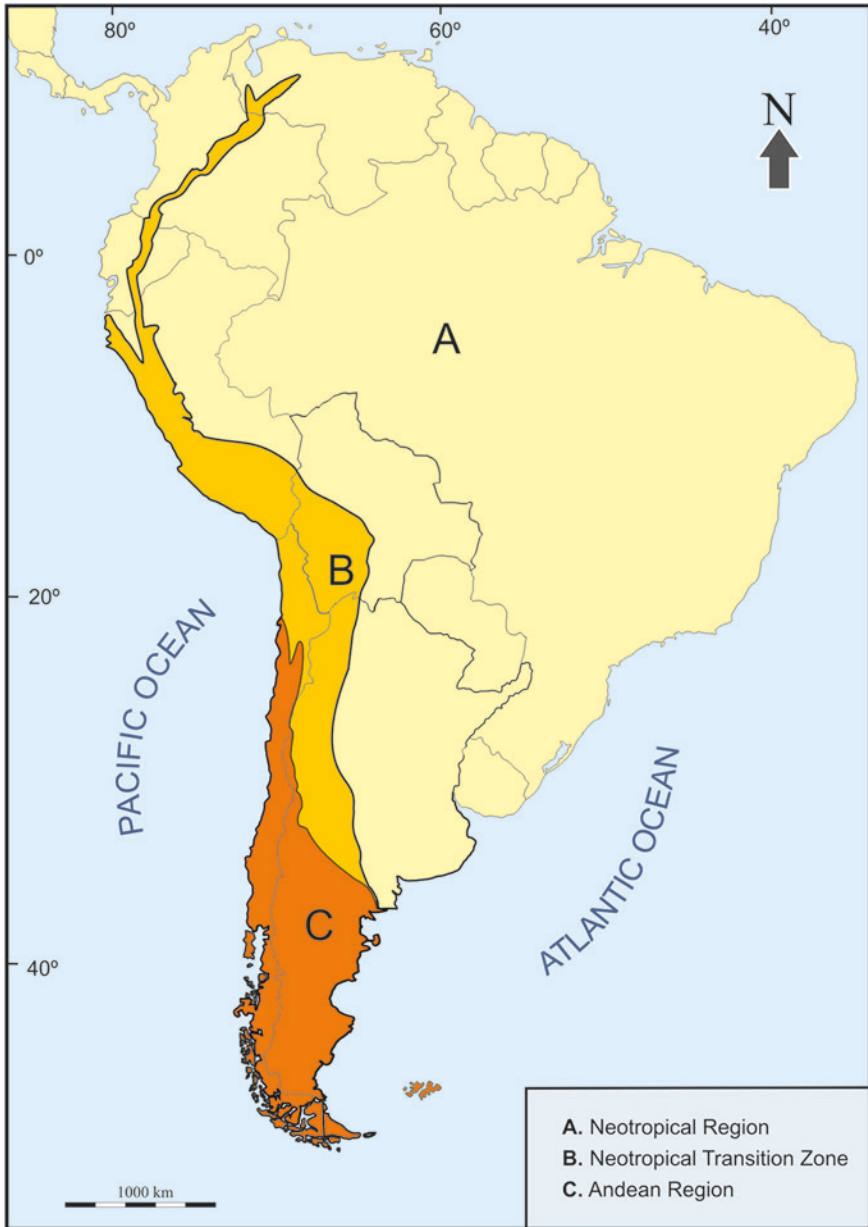 80º
60º
40º
N
0º
A
B
20º
PACIFIC OCEAN
ATLANTIC OCEAN
C
40º
A. Neotropical Region
B. Neotropical Transition Zone
C. Andean Region
1000 km